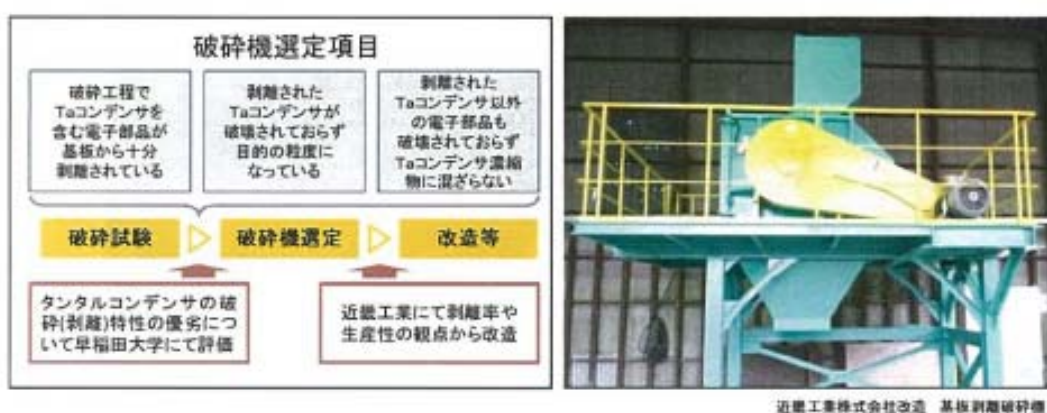 破砕機選定項目
破砕工程で
Taコンデンサを
含む電子部品が
基板から十分
剥離されている
剥離された
Taコンデンサが
破壊されておらず
目的の粒度に
なっている
剥離された
Taコンデンサ以外
の電子部品も
破壊されておらず
Taコンデンサ濃縮
物に混ざらない
破砕試験
破砕機選定
改造等
タンタルコンデンサの破
砕(剥離)特性の優劣につ
いて早稲田大学にて評価
近畿工業にて剥離率や
生産性の観点から改造
近畿工業株式会社改造 基板剥離破砕機